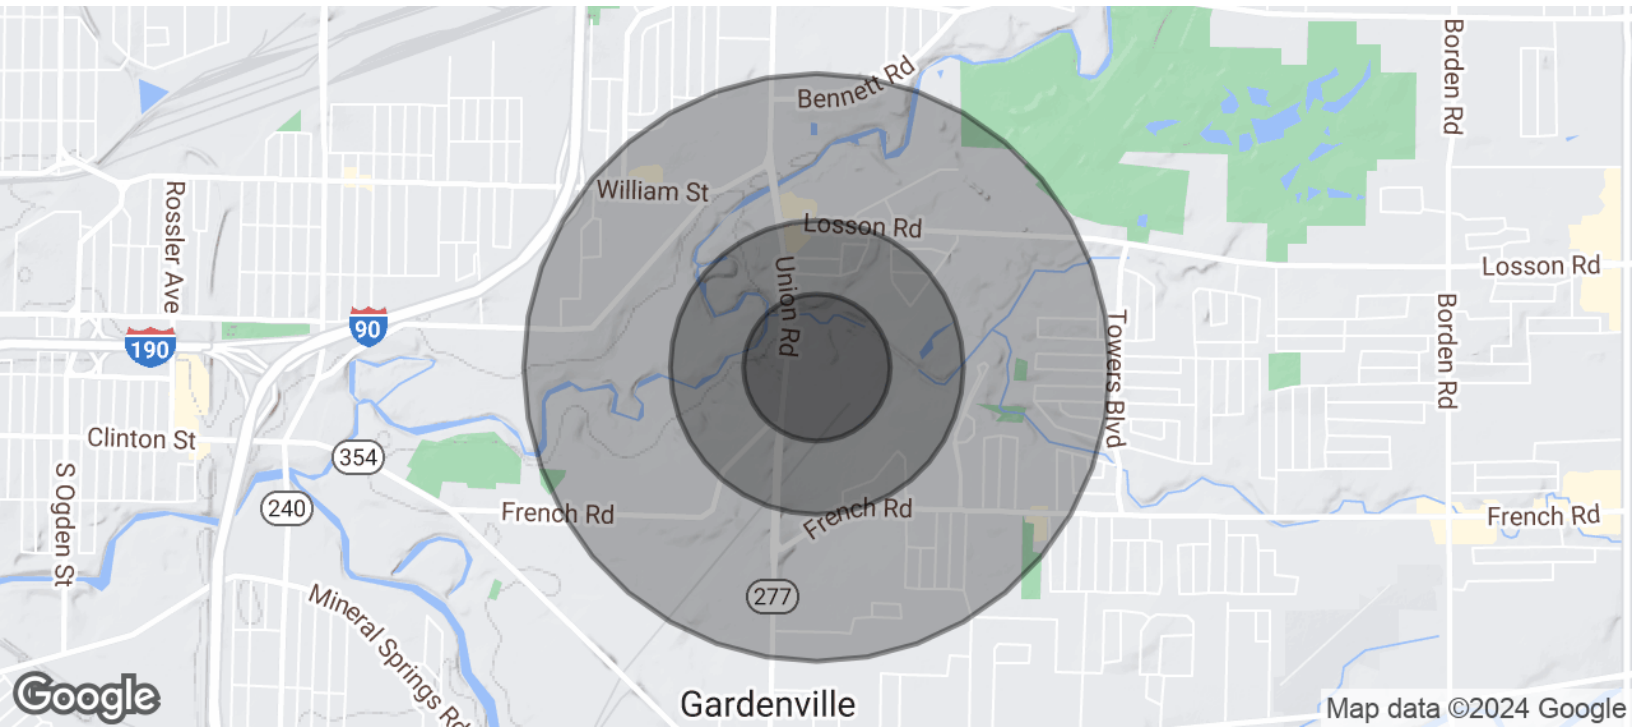 Bennett Rd
Borden Rd
William St
Rossler Ave
Losson Rd
Losson Rd
Union Rd
90
190
Towers Blvd
Borden Rd
Clinton St
354
S Ogden St
240
French Rd
French Rd
French Rd
277
Mineral Springs Rd
Google
Gardenville
Map data ©2024 Google